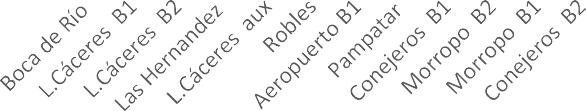 Boca de Río
L.Cáceres B1
L.Cáceres B2
Las Hernandez
L.Cáceres aux
Robles
Aeropuerto B1
Pampatar
Conejeros B1
Morropo B2
Morropo B1
Conejeros B2